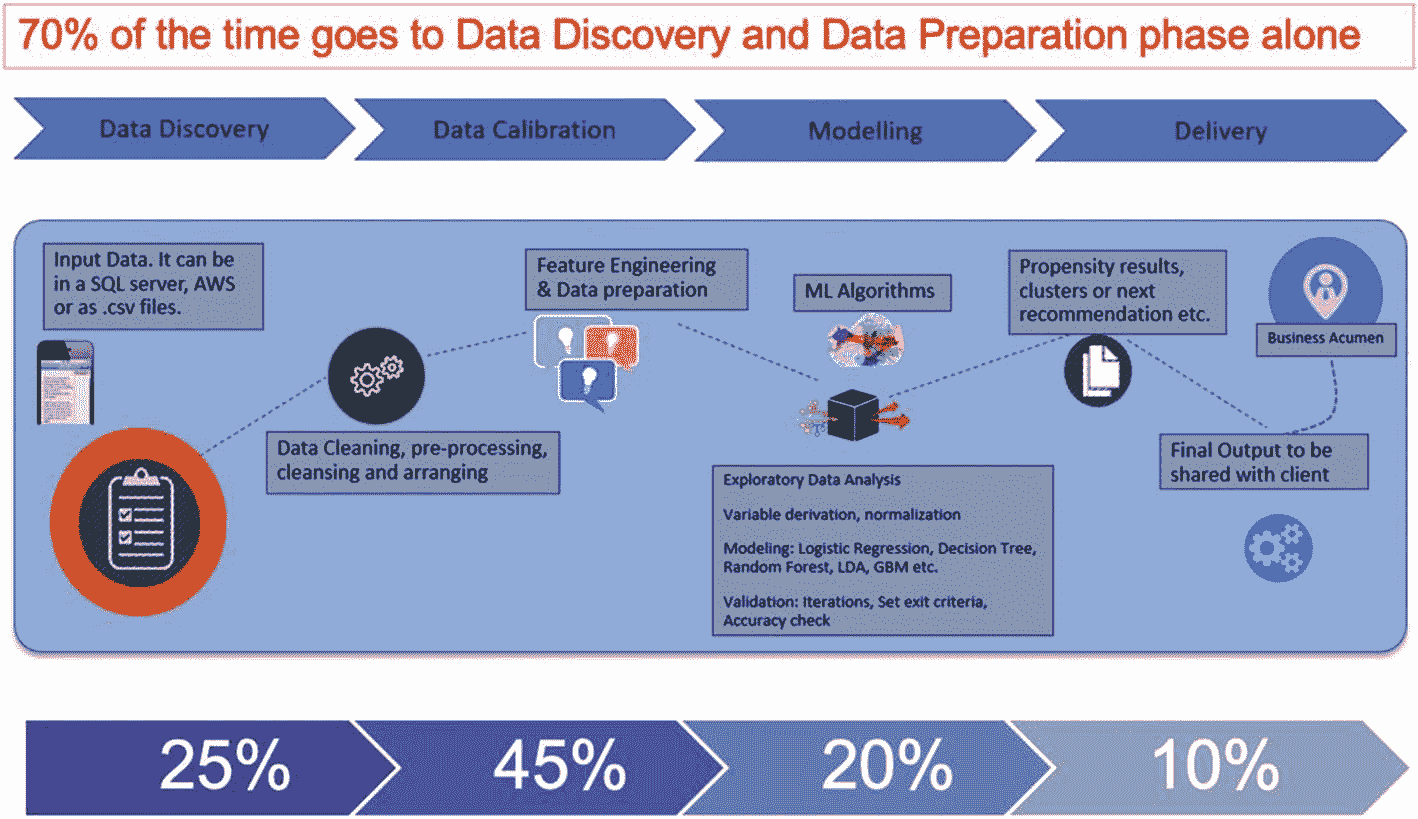 70% of the time goes to Data Discovery and Data Preparation phase alone
Data Discovery
Data Calibration
Modelling
Delivery
Input Data. It can be
in a SQL server, AWS
or as .csv files.
Data Cleaning, pre-processing,
cleansing and arranging
Feature Engineering
& Data preparation
ML Algorithms
Exploratory Data Analysis
Variable derivation, normalization
Modeling: Logistic Regression, Decision Tree,
Random Forest, LDA, GBM etc.
Validation: Iterations, Set exit criteria,
Accuracy check
Propensity results,
clusters or next
recommendation etc.
Business Acumen
Final Output to be
shared with client
25%
45%
20%
10%